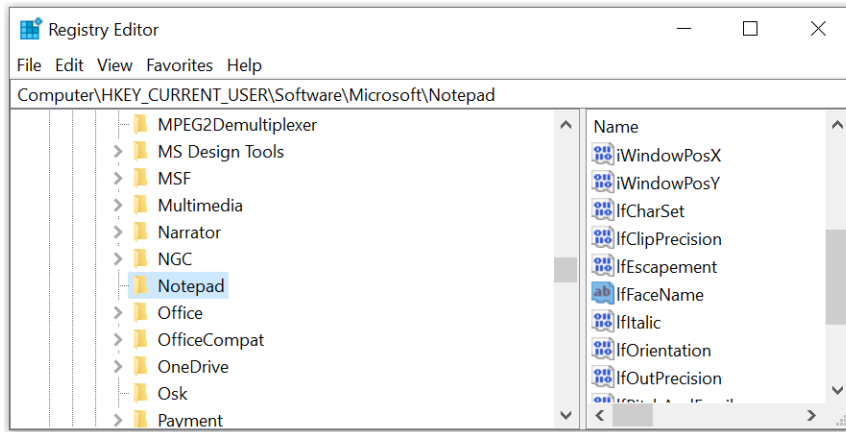 Registry Editor
File Edit View Favorites Help
Computer\HKEY_CURRENT_USER\Software\Microsoft\Notepad
MPEG2Demultiplexer
MS Design Tools
MSF
Multimedia
Narrator
NGC
Notepad
Office
OfficeCompat
OneDrive
Osk
Payment
Name
iWindowPosX
iWindowPosY
lfCharSet
lfClipPrecision
lfEscapement
lfFaceName
lfItalic
lfOrientation
lfOutPrecision